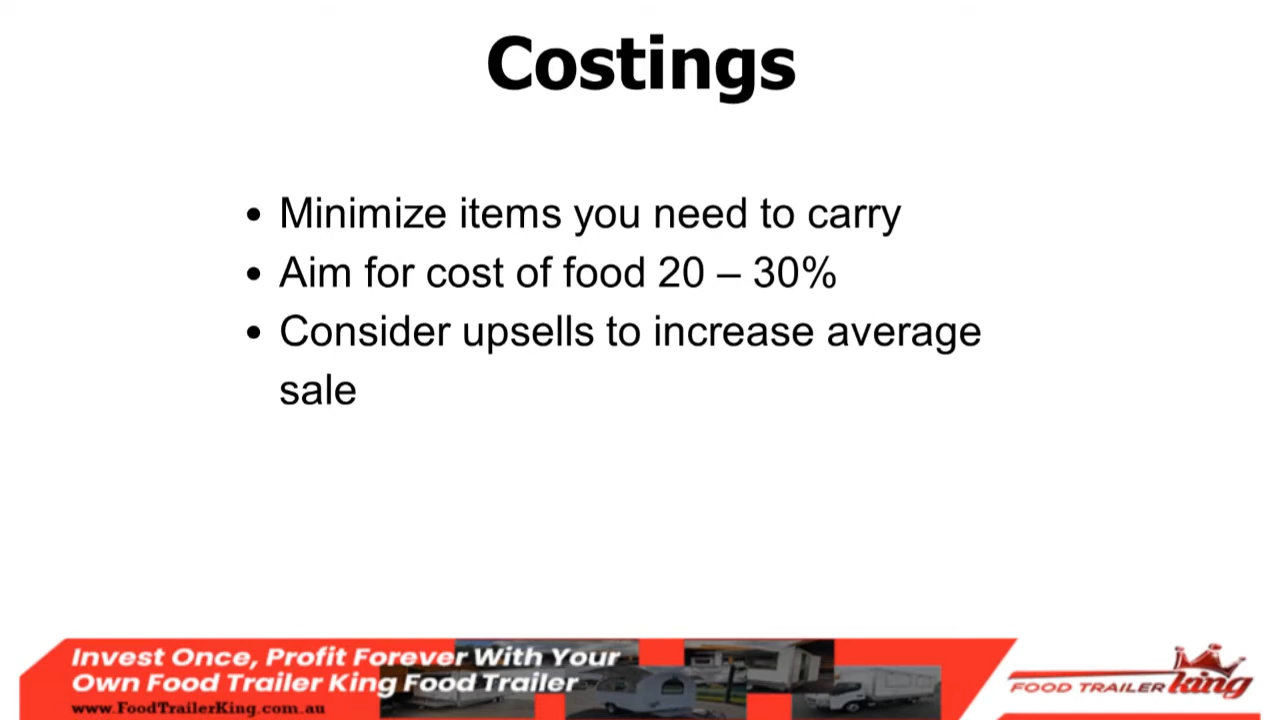 Costings
• Minimize items you need to carry
• Aim for cost of food 20 – 30%
• Consider upsells to increase average
sale
Invest Once, Profit Forever With Your
Own Food Trailer King Food Trailer
www.FoodTrailerKing.com.au
FOOD TRAILER king